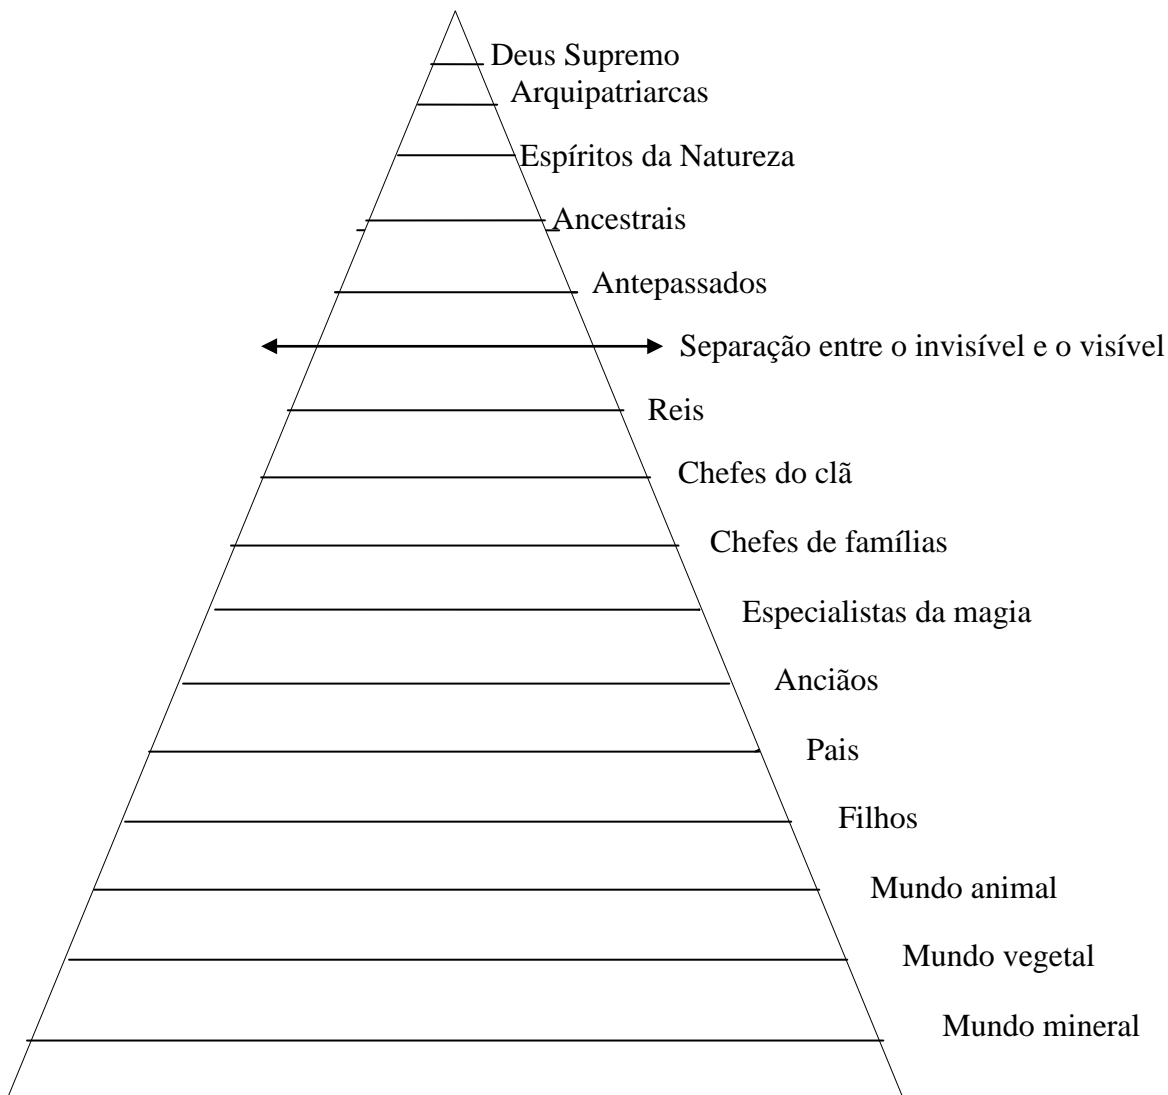 Deus Supremo
Arquipatriarcas
Espíritos da Natureza
Ancestrais
Antepassados
Separação entre o invisível e o visível
Reis
Chefes do clã
Chefes de famílias
Especialistas da magia
Anciãos
Pais
Filhos
Mundo animal
Mundo vegetal
Mundo mineral